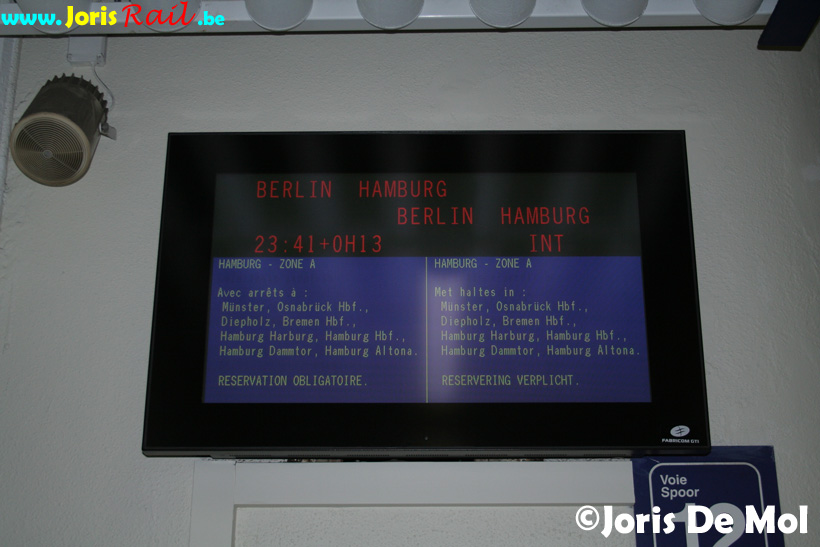 www.JorisRail.be
BERLIN HAMBURG
BERLIN HAMBURG
23:41+0H13 INT
HAMBURG - ZONE A
Avec arrêts à :
Münster, Osnabrück Hbf.,
Diepholz, Bremen Hbf.,
Hamburg Harburg, Hamburg Hbf.,
Hamburg Dammtor, Hamburg Altona.
RESERVATION OBLIGATOIRE.
HAMBURG - ZONE A
Met haltes in :
Münster, Osnabrück Hbf.,
Diepholz, Bremen Hbf.,
Hamburg Harburg, Hamburg Hbf.,
Hamburg Dammtor, Hamburg Altona.
RESERVERING VERPLICHT.
FABRICOM GTI
Voie
Spoor
12
©Joris De Mol